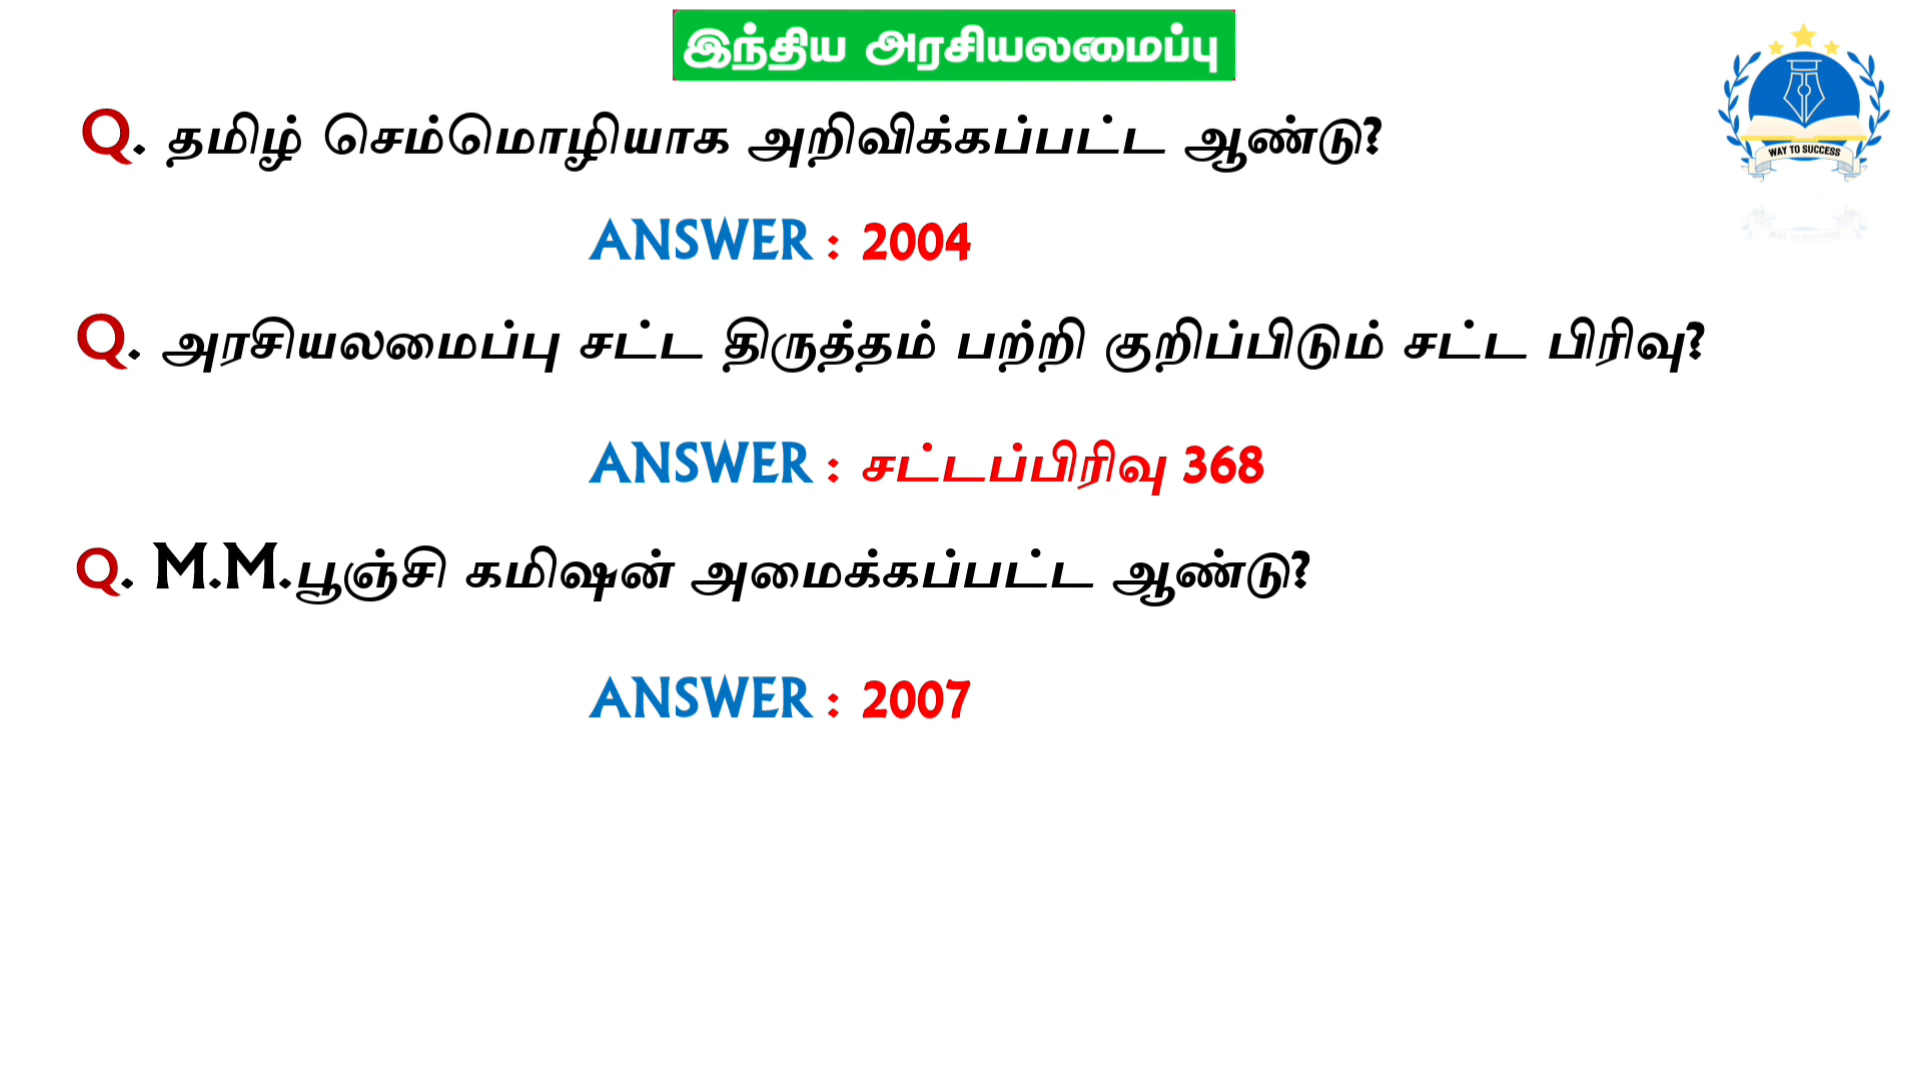 இந்திய அரசியலமைப்பு
WAY TO SUCCESS
Q. தமிழ் செம்மொழியாக அறிவிக்கப்பட்ட ஆண்டு?
ANSWER : 2004
Q. அரசியலமைப்பு சட்ட திருத்தம் பற்றி குறிப்பிடும் சட்ட பிரிவு?
ANSWER : சட்டப்பிரிவு 368
Q. M.M.பூஞ்சி கமிஷன் அமைக்கப்பட்ட ஆண்டு?
ANSWER : 2007